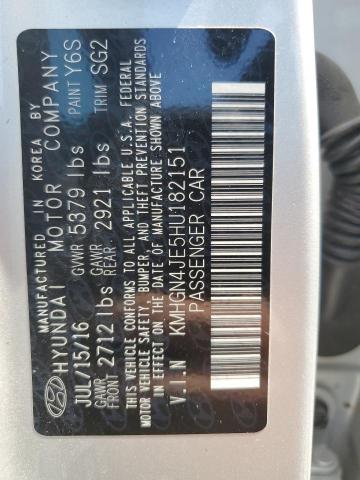 MANUFACTURED IN KOREA BY
HYUNDAI MOTOR COMPANY
JUL/15/16 GVWR 5379 lbs PAINT Y6S
GAWR FRONT 2712 lbs GAWR REAR 2921 lbs TRIM SG2
THIS VEHICLE CONFORMS TO ALL APPLICABLE U.S.A. FEDERAL
MOTOR VEHICLE SAFETY, BUMPER, AND THEFT PREVENTION STANDARDS
IN EFFECT ON THE DATE OF MANUFACTURE SHOWN ABOVE.
V.I.N KMHGN4JE5HU182151
PASSENGER CAR